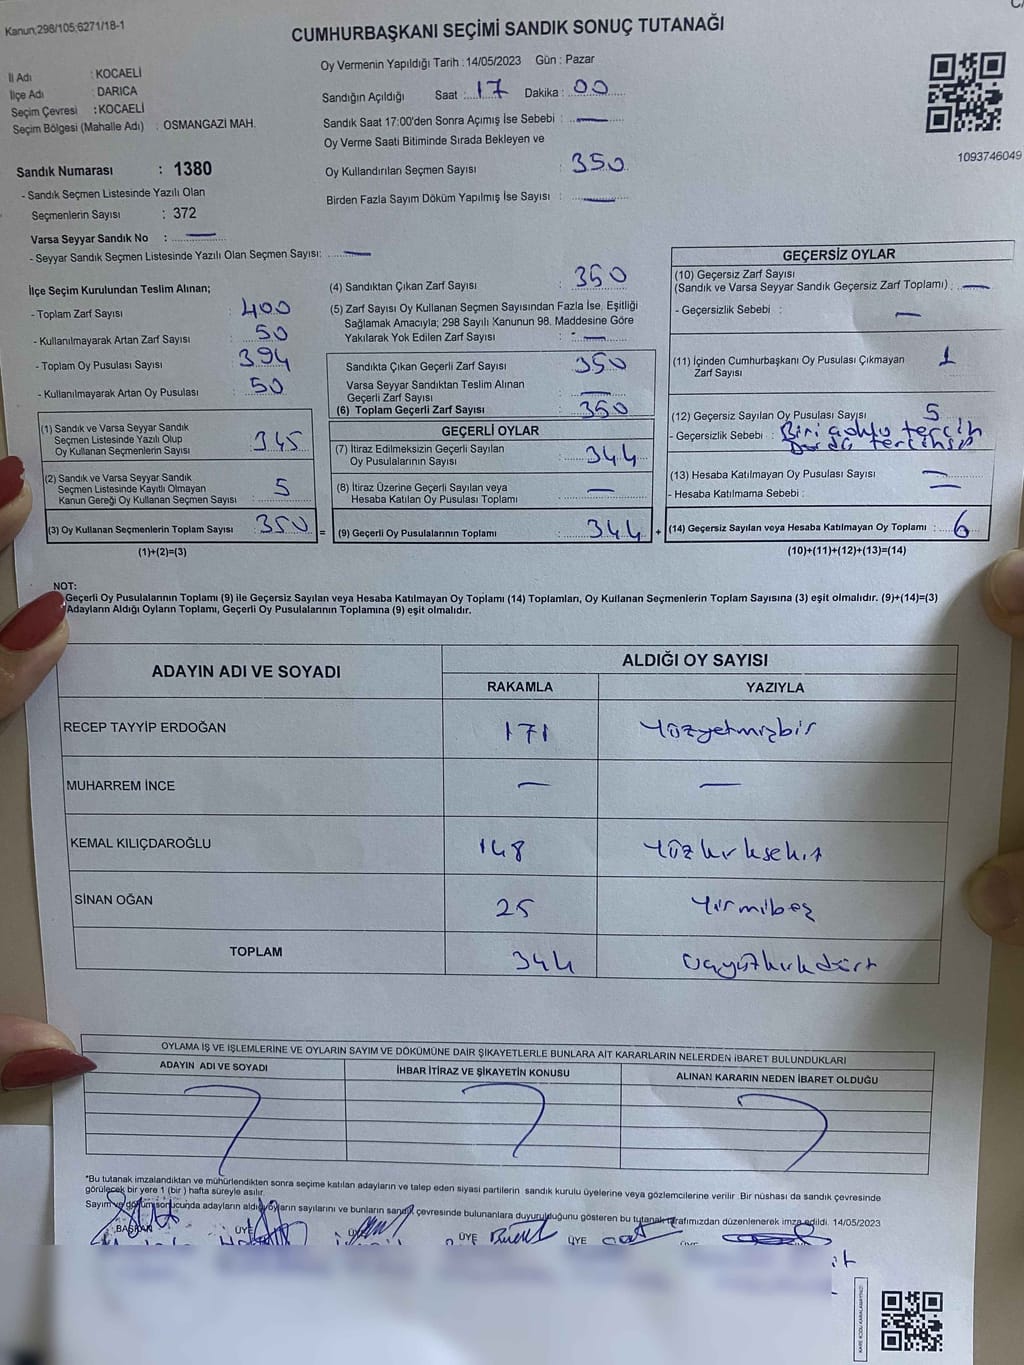 Kanun;298/105;6271/18-1
CUMHURBAŞKANI SEÇİMİ SANDIK SONUÇ TUTANAĞI
İl Adı : KOCAELİ
İlçe Adı : DARICA
Seçim Çevresi : KOCAELİ
Seçim Bölgesi (Mahalle Adı) : OSMANGAZİ MAH.
Sandık Numarası : 1380
- Sandık Seçmen Listesinde Yazılı Olan
Seçmenlerin Sayısı : 372
Varsa Seyyar Sandık No : —
- Seyyar Sandık Seçmen Listesinde Yazılı Olan Seçmen Sayısı: —
Oy Vermenin Yapıldığı Tarih :14/05/2023 Gün : Pazar
Sandığın Açıldığı Saat : 17 Dakika : 00
Sandık Saat 17:00'den Sonra Açımış İse Sebebi : —
Oy Verme Saati Bitiminde Sırada Bekleyen ve
Oy Kullandırılan Seçmen Sayısı : 350
Birden Fazla Sayım Döküm Yapılmış İse Sayısı : —
1093746049
İlçe Seçim Kurulundan Teslim Alınan;
- Toplam Zarf Sayısı : 400
- Kullanılmayarak Artan Zarf Sayısı : 50
- Toplam Oy Pusulası Sayısı : 394
- Kullanılmayarak Artan Oy Pusulası : 50
(1) Sandık ve Varsa Seyyar Sandık
Seçmen Listesinde Yazılı Olup
Oy Kullanan Seçmenlerin Sayısı : 345
(2) Sandık ve Varsa Seyyar Sandık
Seçmen Listesinde Kayıtlı Olmayan
Kanun Gereği Oy Kullanan Seçmen Sayısı : 5
(3) Oy Kullanan Seçmenlerin Toplam Sayısı : 350 =
(1)+(2)=(3)
(4) Sandıktan Çıkan Zarf Sayısı : 350
(5) Zarf Sayısı Oy Kullanan Seçmen Sayısından Fazla İse, Eşitliği
Sağlamak Amacıyla; 298 Sayılı Kanunun 98. Maddesine Göre
Yakılarak Yok Edilen Zarf Sayısı : —
Sandıkta Çıkan Geçerli Zarf Sayısı : 350
Varsa Seyyar Sandıktan Teslim Alınan
Geçerli Zarf Sayısı : —
(6) Toplam Geçerli Zarf Sayısı : 350
GEÇERLİ OYLAR
(7) İtiraz Edilmeksizin Geçerli Sayılan
Oy Pusulalarının Sayısı : 344
(8) İtiraz Üzerine Geçerli Sayılan veya
Hesaba Katılan Oy Pusulası Toplamı : —
(9) Geçerli Oy Pusulalarının Toplamı : 344 +
GEÇERSİZ OYLAR
(10) Geçersiz Zarf Sayısı
(Sandık ve Varsa Seyyar Sandık Geçersiz Zarf Toplamı) : —
- Geçersizlik Sebebi : —
(11) İçinden Cumhurbaşkanı Oy Pusulası Çıkmayan
Zarf Sayısı 1
(12) Geçersiz Sayılan Oy Pusulası Sayısı 5
- Geçersizlik Sebebi : Biri çoklu tercih
Dördü tercihsiz
(13) Hesaba Katılmayan Oy Pusulası Sayısı —
- Hesaba Katılmama Sebebi : —
(14) Geçersiz Sayılan veya Hesaba Katılmayan Oy Toplamı : 6
(10)+(11)+(12)+(13)=(14)
NOT:
Geçerli Oy Pusulalarının Toplamı (9) ile Geçersiz Sayılan veya Hesaba Katılmayan Oy Toplamı (14) Toplamları, Oy Kullanan Seçmenlerin Toplam Sayısına (3) eşit olmalıdır. (9)+(14)=(3)
Adayların Aldığı Oyların Toplamı, Geçerli Oy Pusulalarının Toplamına (9) eşit olmalıdır.
ADAYIN ADI VE SOYADI ALDIĞI OY SAYISI
RAKAMLA YAZIYLA
RECEP TAYYİP ERDOĞAN 171 Yüzyetmişbir
MUHARREM İNCE — —
KEMAL KILIÇDAROĞLU 148 Yüzkırksekiz
SİNAN OĞAN 25 Yirmibeş
TOPLAM 344 Üçyüzkırkdört
OYLAMA İŞ VE İŞLEMLERİNE VE OYLARIN SAYIM VE DÖKÜMÜNE DAİR ŞİKAYETLERLE BUNLARA AİT KARARLARIN NELERDEN İBARET BULUNDUKLARI
ADAYIN ADI VE SOYADI İHBAR İTİRAZ VE ŞİKAYETİN KONUSU ALINAN KARARIN NEDEN İBARET OLDUĞU
*Bu tutanak imzalandıktan ve mühürlendikten sonra seçime katılan adayların ve talep eden siyasi partilerin sandık kurulu üyelerine veya gözlemcilerine verilir .Bir nüshası da sandık çevresinde
görülecek bir yere 1 (bir ) hafta süreyle asılır.
Sayım ve döküm sonucunda adayların aldığı oyların sayılarını ve bunların sandık çevresinde bulunanlara duyurulduğunu gösteren bu tutanak tarafımızdan düzenlenerek imza edildi. 14/05/2023
BAŞKAN ÜYE ÜYE ÜYE ÜYE